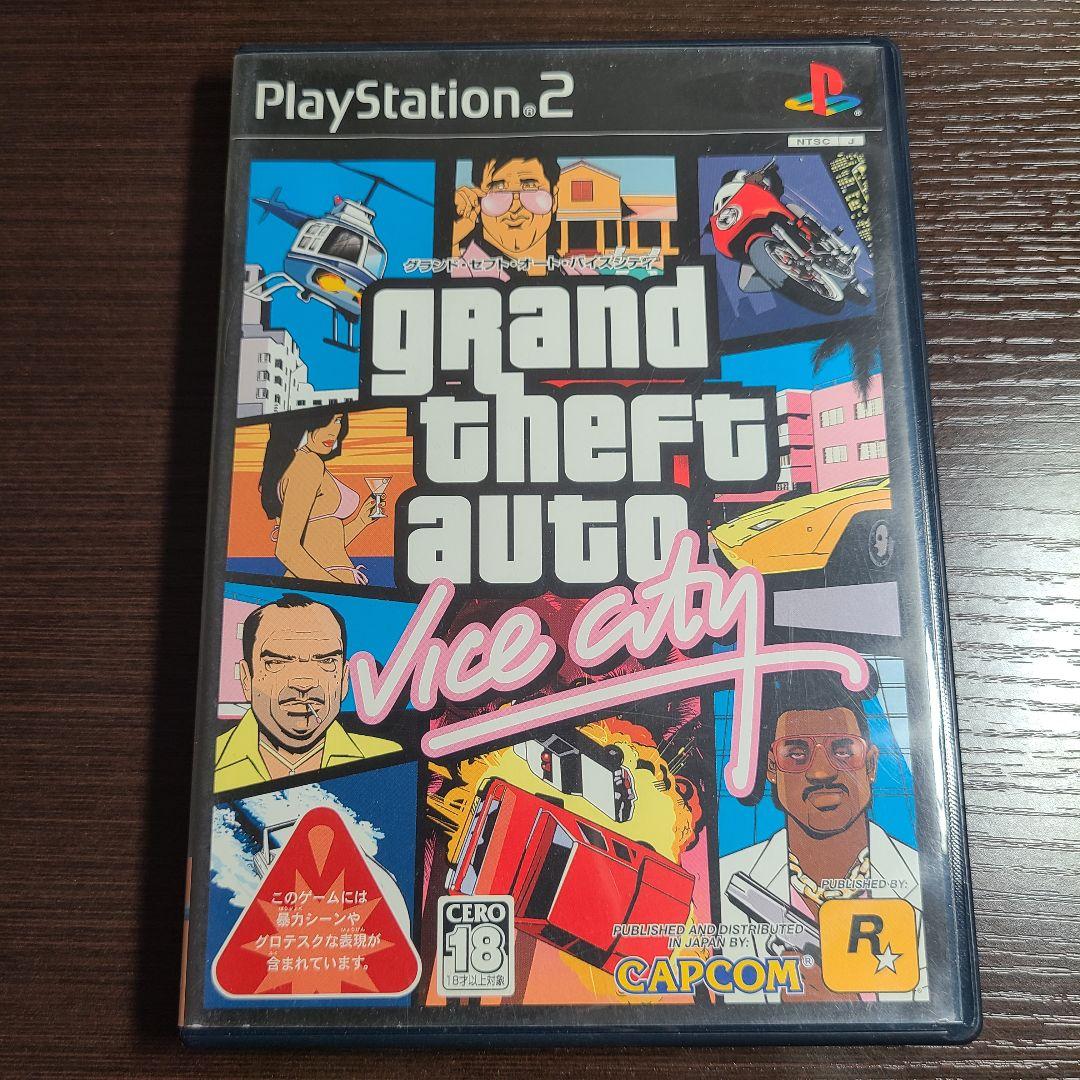 PlayStation®2
®
NTSC J
グランド・セフト・オート・バイスシティ
grand
theft
auto
Vice City
このゲームには
暴力シーンや
グロテスクな表現が
含まれています。
CERO
18
18才以上対象
PUBLISHED AND DISTRIBUTED
IN JAPAN BY:
CAPCOM®
PUBLISHED BY:
R